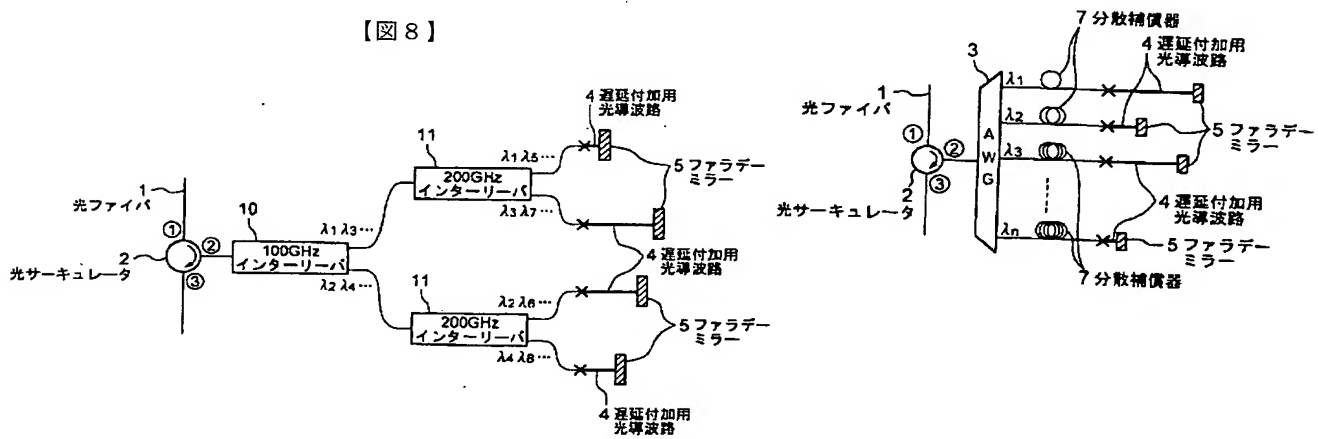 【図8】
1
光ファイバ
①
②
③
2
光サーキュレータ
10
100GHz
インターリーバ
λ1 λ3…
λ2 λ4…
11
200GHz
インターリーバ
λ1 λ5…
λ3 λ7…
11
200GHz
インターリーバ
λ2 λ6…
λ4 λ8…
4 遅延付加用
光導波路
5 ファラデー
ミラー
4 遅延付加用
光導波路
5 ファラデー
ミラー
4 遅延付加用
光導波路
7 分散補償器
3
4 遅延付加用
光導波路
1
光ファイバ
①
②
③
2
光サーキュレータ
A
W
G
λ1
λ2
λ3
λn
5 ファラデー
ミラー
4 遅延付加用
光導波路
5 ファラデー
ミラー
7 分散補償器